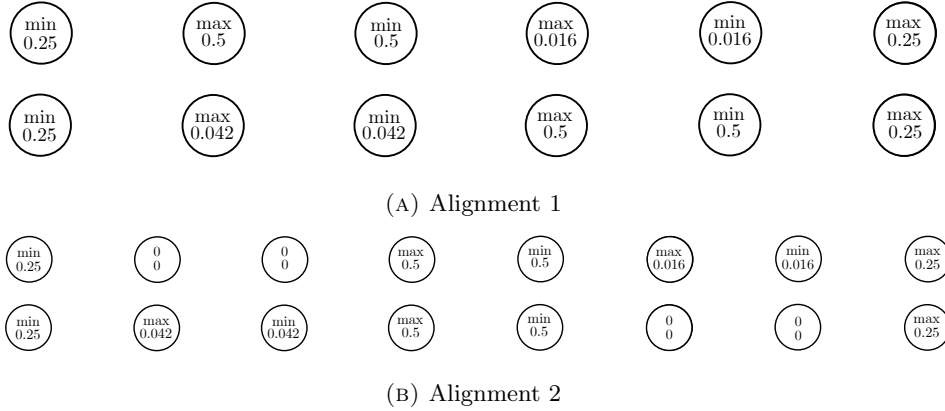 min max min max min max
0.25 0.5 0.5 0.016 0.016 0.25
min max min max min max
0.25 0.042 0.042 0.5 0.5 0.25
(A) Alignment 1
min 0 0 max min max min max
0.25 0 0 0.5 0.5 0.016 0.016 0.25
min max min max min 0 0 max
0.25 0.042 0.042 0.5 0.5 0 0 0.25
(B) Alignment 2